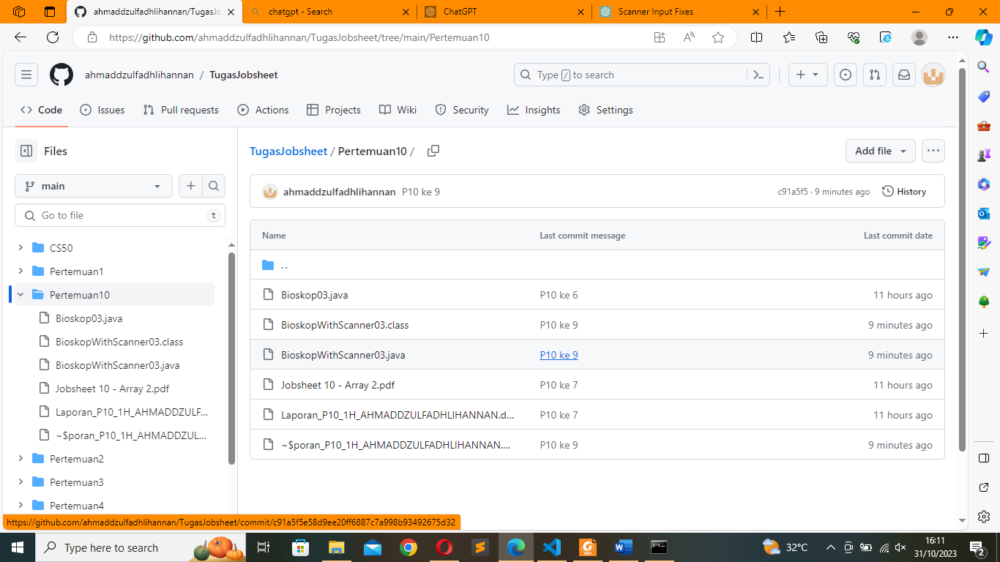 ahmaddzulfadhlihannan/TugasJo
chatgpt - Search
ChatGPT
Scanner Input Fixes
https://github.com/ahmaddzulfadhlihannan/TugasJobsheet/tree/main/Pertemuan10
ahmaddzulfadhlihannan / TugasJobsheet
Type / to search
Code
Issues
Pull requests
Actions
Projects
Wiki
Security
Insights
Settings
Files
main
Go to file
t
CS50
Pertemuan1
Pertemuan10
Bioskop03.java
BioskopWithScanner03.class
BioskopWithScanner03.java
Jobsheet 10 - Array 2.pdf
Laporan_P10_1H_AHMADDZULF...
~$poran_P10_1H_AHMADDZUL...
Pertemuan2
Pertemuan3
Pertemuan4
TugasJobsheet / Pertemuan10 /
Add file
ahmaddzulfadhlihannan P10 ke 9
c91a5f5 · 9 minutes ago
History
Name Last commit message Last commit date
..
Bioskop03.java P10 ke 6 11 hours ago
BioskopWithScanner03.class P10 ke 9 9 minutes ago
BioskopWithScanner03.java P10 ke 9 9 minutes ago
Jobsheet 10 - Array 2.pdf P10 ke 7 11 hours ago
Laporan_P10_1H_AHMADDZULFADHLIHANNAN.d... P10 ke 7 11 hours ago
~$poran_P10_1H_AHMADDZULFADHLIHANNAN.... P10 ke 9 9 minutes ago
https://github.com/ahmaddzulfadhlihannan/TugasJobsheet/commit/c91a5f5e58d9ee20ff6887c7a998b93492675d32
Type here to search
32°C
16:11
31/10/2023
2